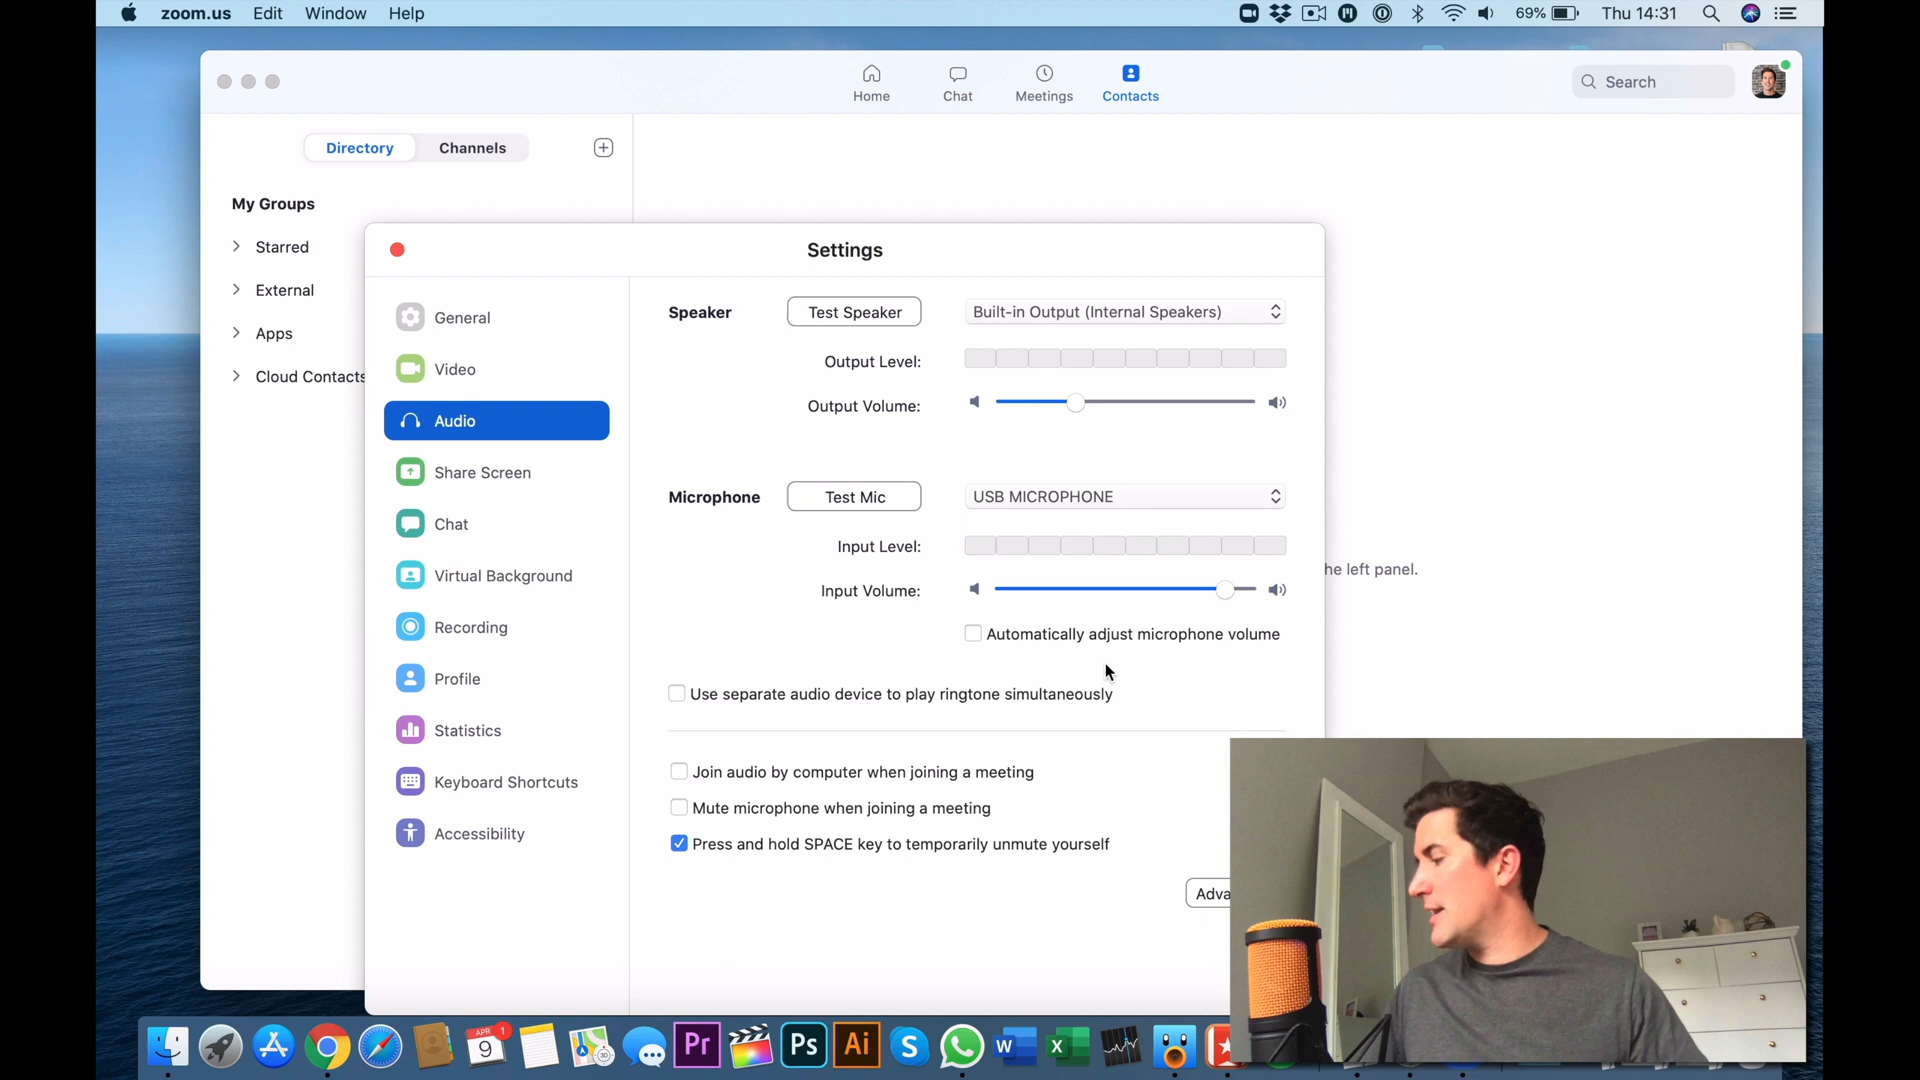 zoom.us Edit Window Help
69% Thu 14:31
Home Chat Meetings Contacts
Search
Directory Channels
My Groups
Starred
External
Apps
Cloud Contacts
Settings
General
Video
Audio
Share Screen
Chat
Virtual Background
Recording
Profile
Statistics
Keyboard Shortcuts
Accessibility
Speaker Test Speaker Built-in Output (Internal Speakers)
Output Level:
Output Volume:
Microphone Test Mic USB MICROPHONE
Input Level:
Input Volume:
Automatically adjust microphone volume
Use separate audio device to play ringtone simultaneously
Join audio by computer when joining a meeting
Mute microphone when joining a meeting
Press and hold SPACE key to temporarily unmute yourself
Adva
he left panel.
APR 1
9
3D
Pr
Ps
Ai
S
W
X